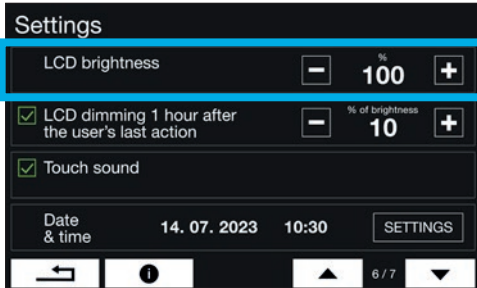 Settings
LCD brightness
%
100
LCD dimming 1 hour after
the user's last action
% of brightness
10
Touch sound
Date
& time
14. 07. 2023
10:30
SETTINGS
6/7